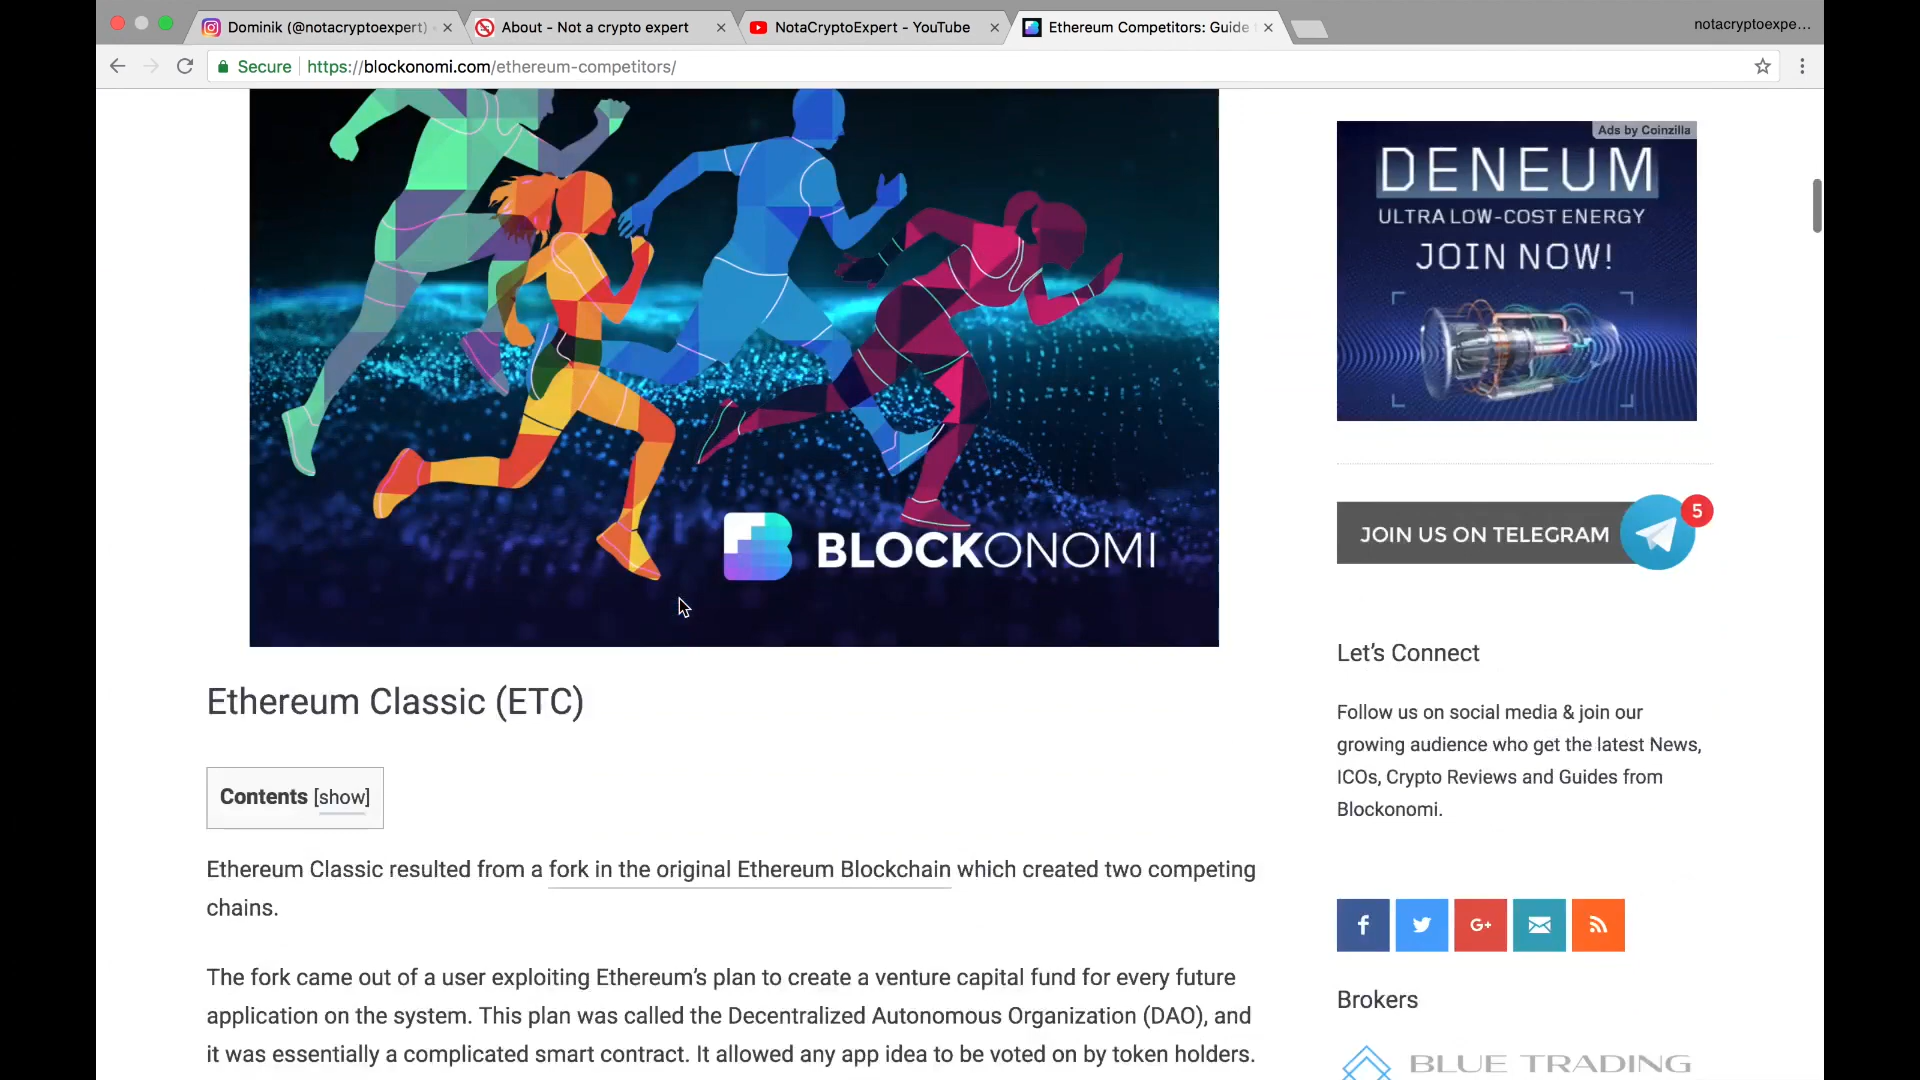 Dominik (@notacryptoexpert)
About - Not a crypto expert
NotaCryptoExpert - YouTube
Ethereum Competitors: Guide
notacryptoexpe...
Secure
https://blockonomi.com/ethereum-competitors/
Ads by Coinzilla
DENEUM
ULTRA LOW-COST ENERGY
JOIN NOW!
BLOCKONOMI
JOIN US ON TELEGRAM
5
Let's Connect
Follow us on social media & join our
growing audience who get the latest News,
ICOs, Crypto Reviews and Guides from
Blockonomi.
G+
Brokers
BLUE TRADING
Ethereum Classic (ETC)
Contents [show]
Ethereum Classic resulted from a fork in the original Ethereum Blockchain which created two competing
chains.
The fork came out of a user exploiting Ethereum's plan to create a venture capital fund for every future
application on the system. This plan was called the Decentralized Autonomous Organization (DAO), and
it was essentially a complicated smart contract. It allowed any app idea to be voted on by token holders.